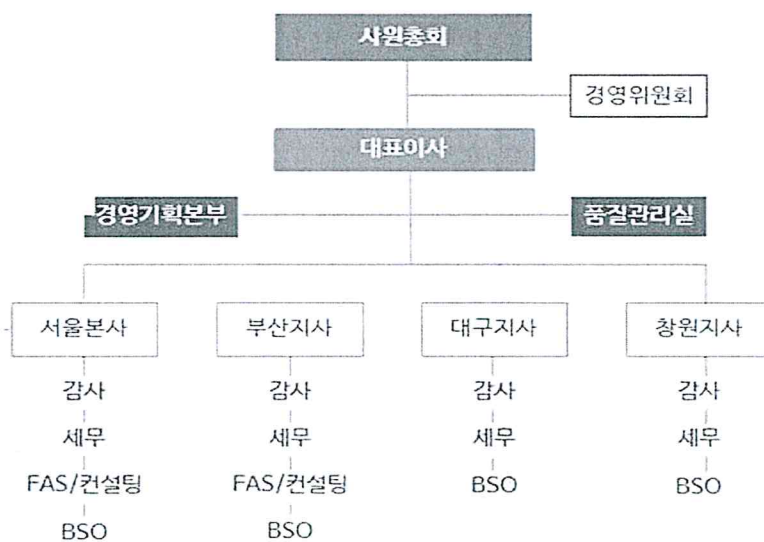 사원총회
경영위원회
대표이사
경영기획본부 품질관리실
서울본사 부산지사 대구지사 창원지사
감사 감사 감사 감사
세무 세무 세무 세무
FAS/컨설팅 FAS/컨설팅 BSO BSO
BSO BSO